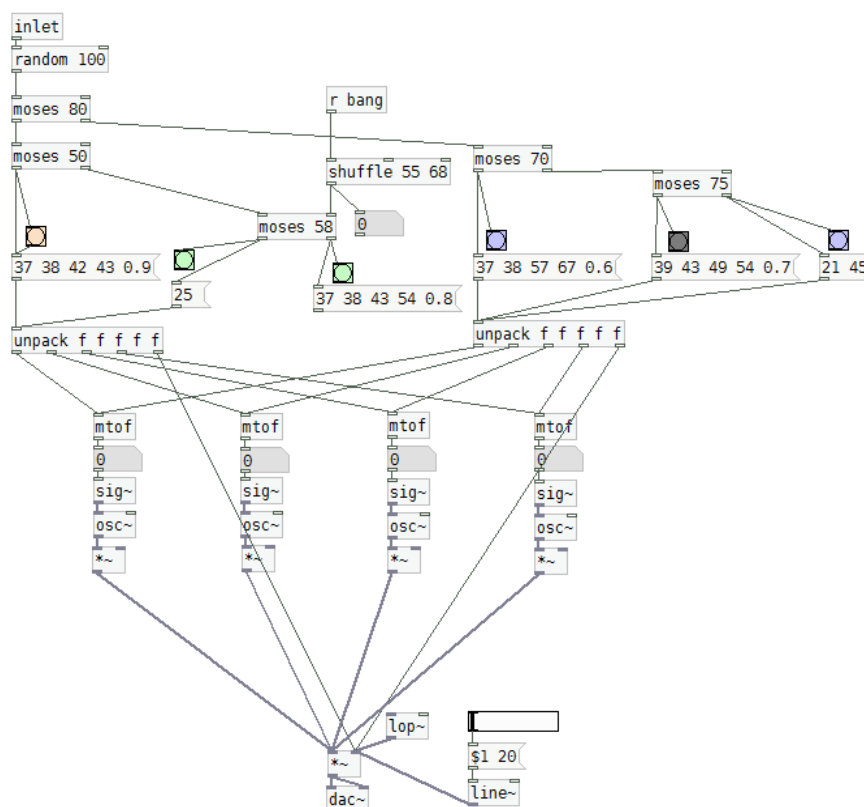 inlet
random 100
r bang
moses 80
moses 50
moses 70
shuffle 55 68
moses 75
moses 58
0
37 38 42 43 0.9
25
37 38 43 54 0.8
37 38 57 67 0.6
39 43 49 54 0.7
21 45
unpack f f f f f
unpack f f f f f
mtof
mtof
mtof
mtof
0
0
0
0
sig~
sig~
sig~
sig~
osc~
osc~
osc~
osc~
*~
*~
*~
*~
lop~
$1 20
*~
line~
dac~